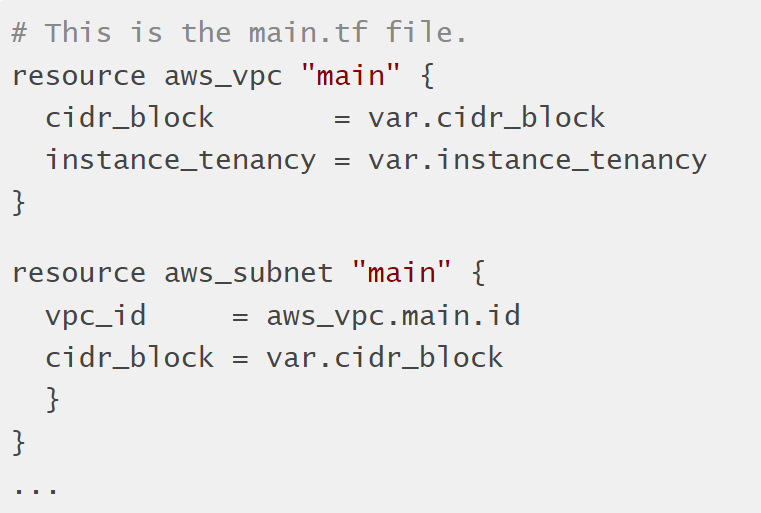 # This is the main.tf file.
resource aws_vpc "main" {
  cidr_block       = var.cidr_block
  instance_tenancy = var.instance_tenancy
}

resource aws_subnet "main" {
  vpc_id     = aws_vpc.main.id
  cidr_block = var.cidr_block
  }
}
...